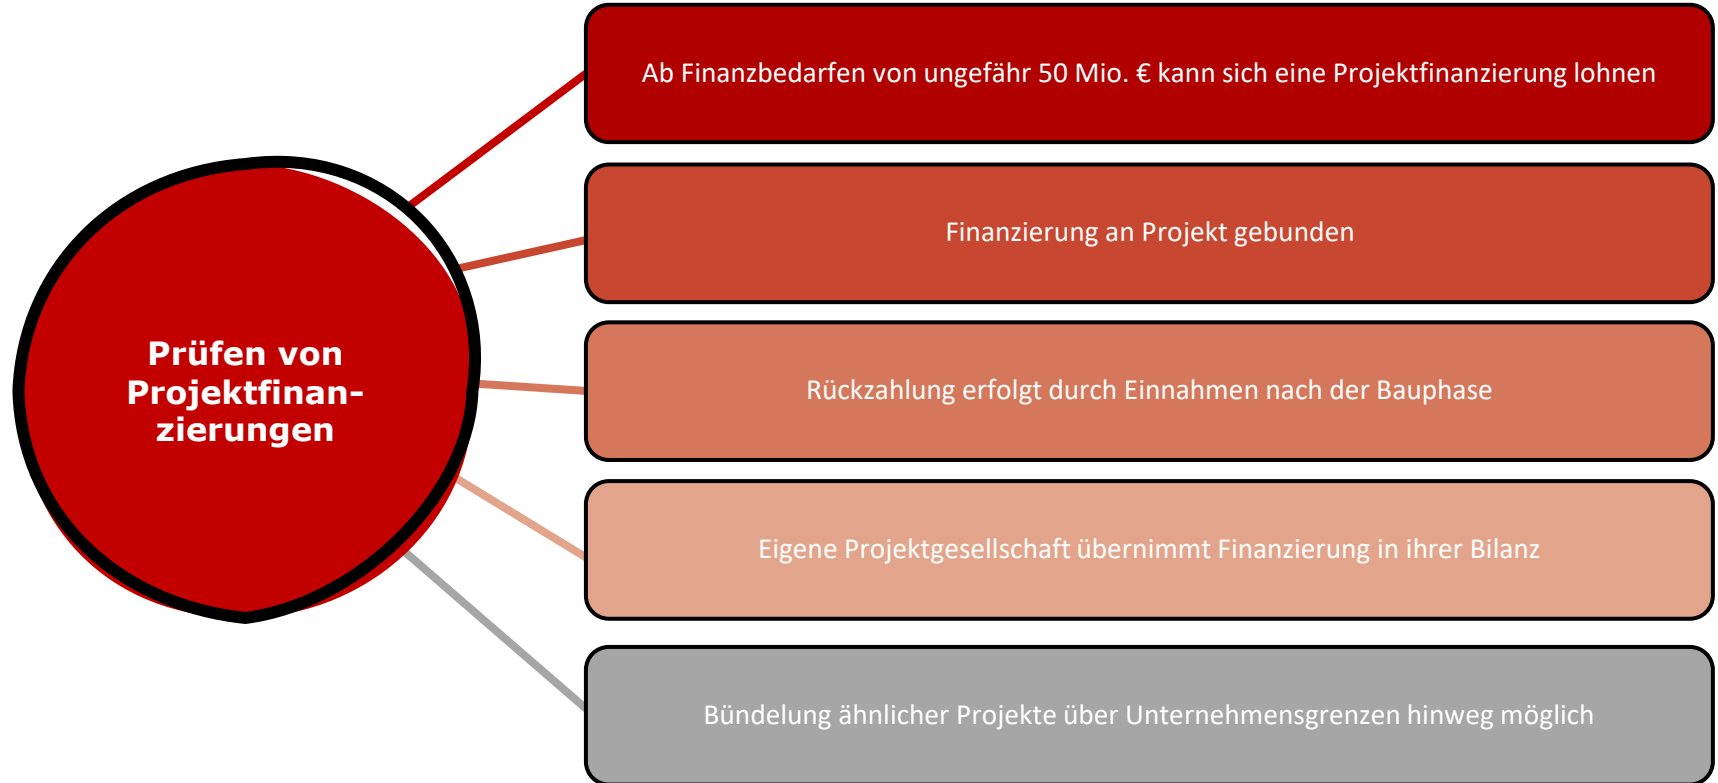 Ab Finanzbedarfen von ungefähr 50 Mio. € kann sich eine Projektfinanzierung lohnen
Finanzierung an Projekt gebunden
Prüfen von
Projektfinan-
zierungen
Rückzahlung erfolgt durch Einnahmen nach der Bauphase
Eigene Projektgesellschaft übernimmt Finanzierung in ihrer Bilanz
Bündelung ähnlicher Projekte über Unternehmensgrenzen hinweg möglich